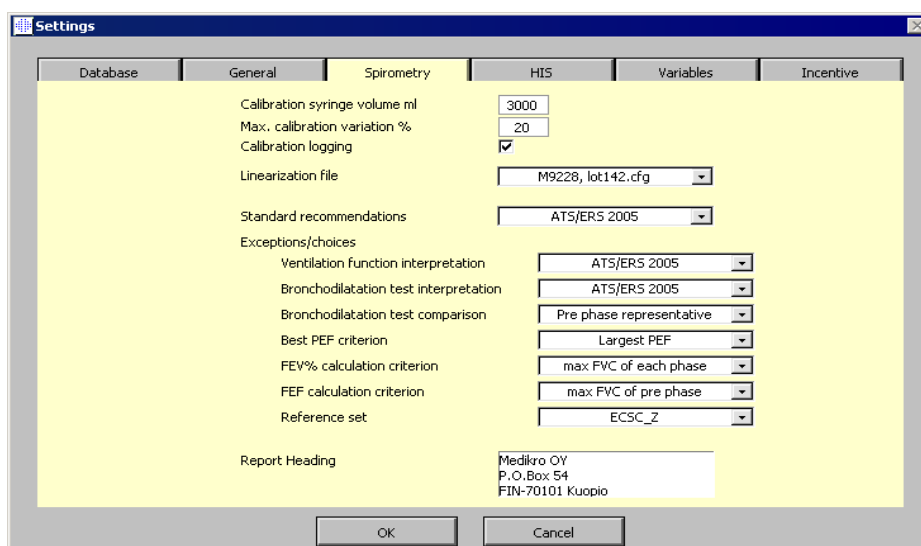 Settings
Database General Spirometry HIS Variables Incentive
Calibration syringe volume ml 3000
Max. calibration variation % 20
Calibration logging
Linearization file M9228, lot142.cfg
Standard recommendations ATS/ERS 2005
Exceptions/choices
Ventilation function interpretation ATS/ERS 2005
Bronchodilatation test interpretation ATS/ERS 2005
Bronchodilatation test comparison Pre phase representative
Best PEF criterion Largest PEF
FEV% calculation criterion max FVC of each phase
FEF calculation criterion max FVC of pre phase
Reference set ECSC_Z
Report Heading Medikro OY
P.O.Box 54
FIN-70101 Kuopio
OK Cancel